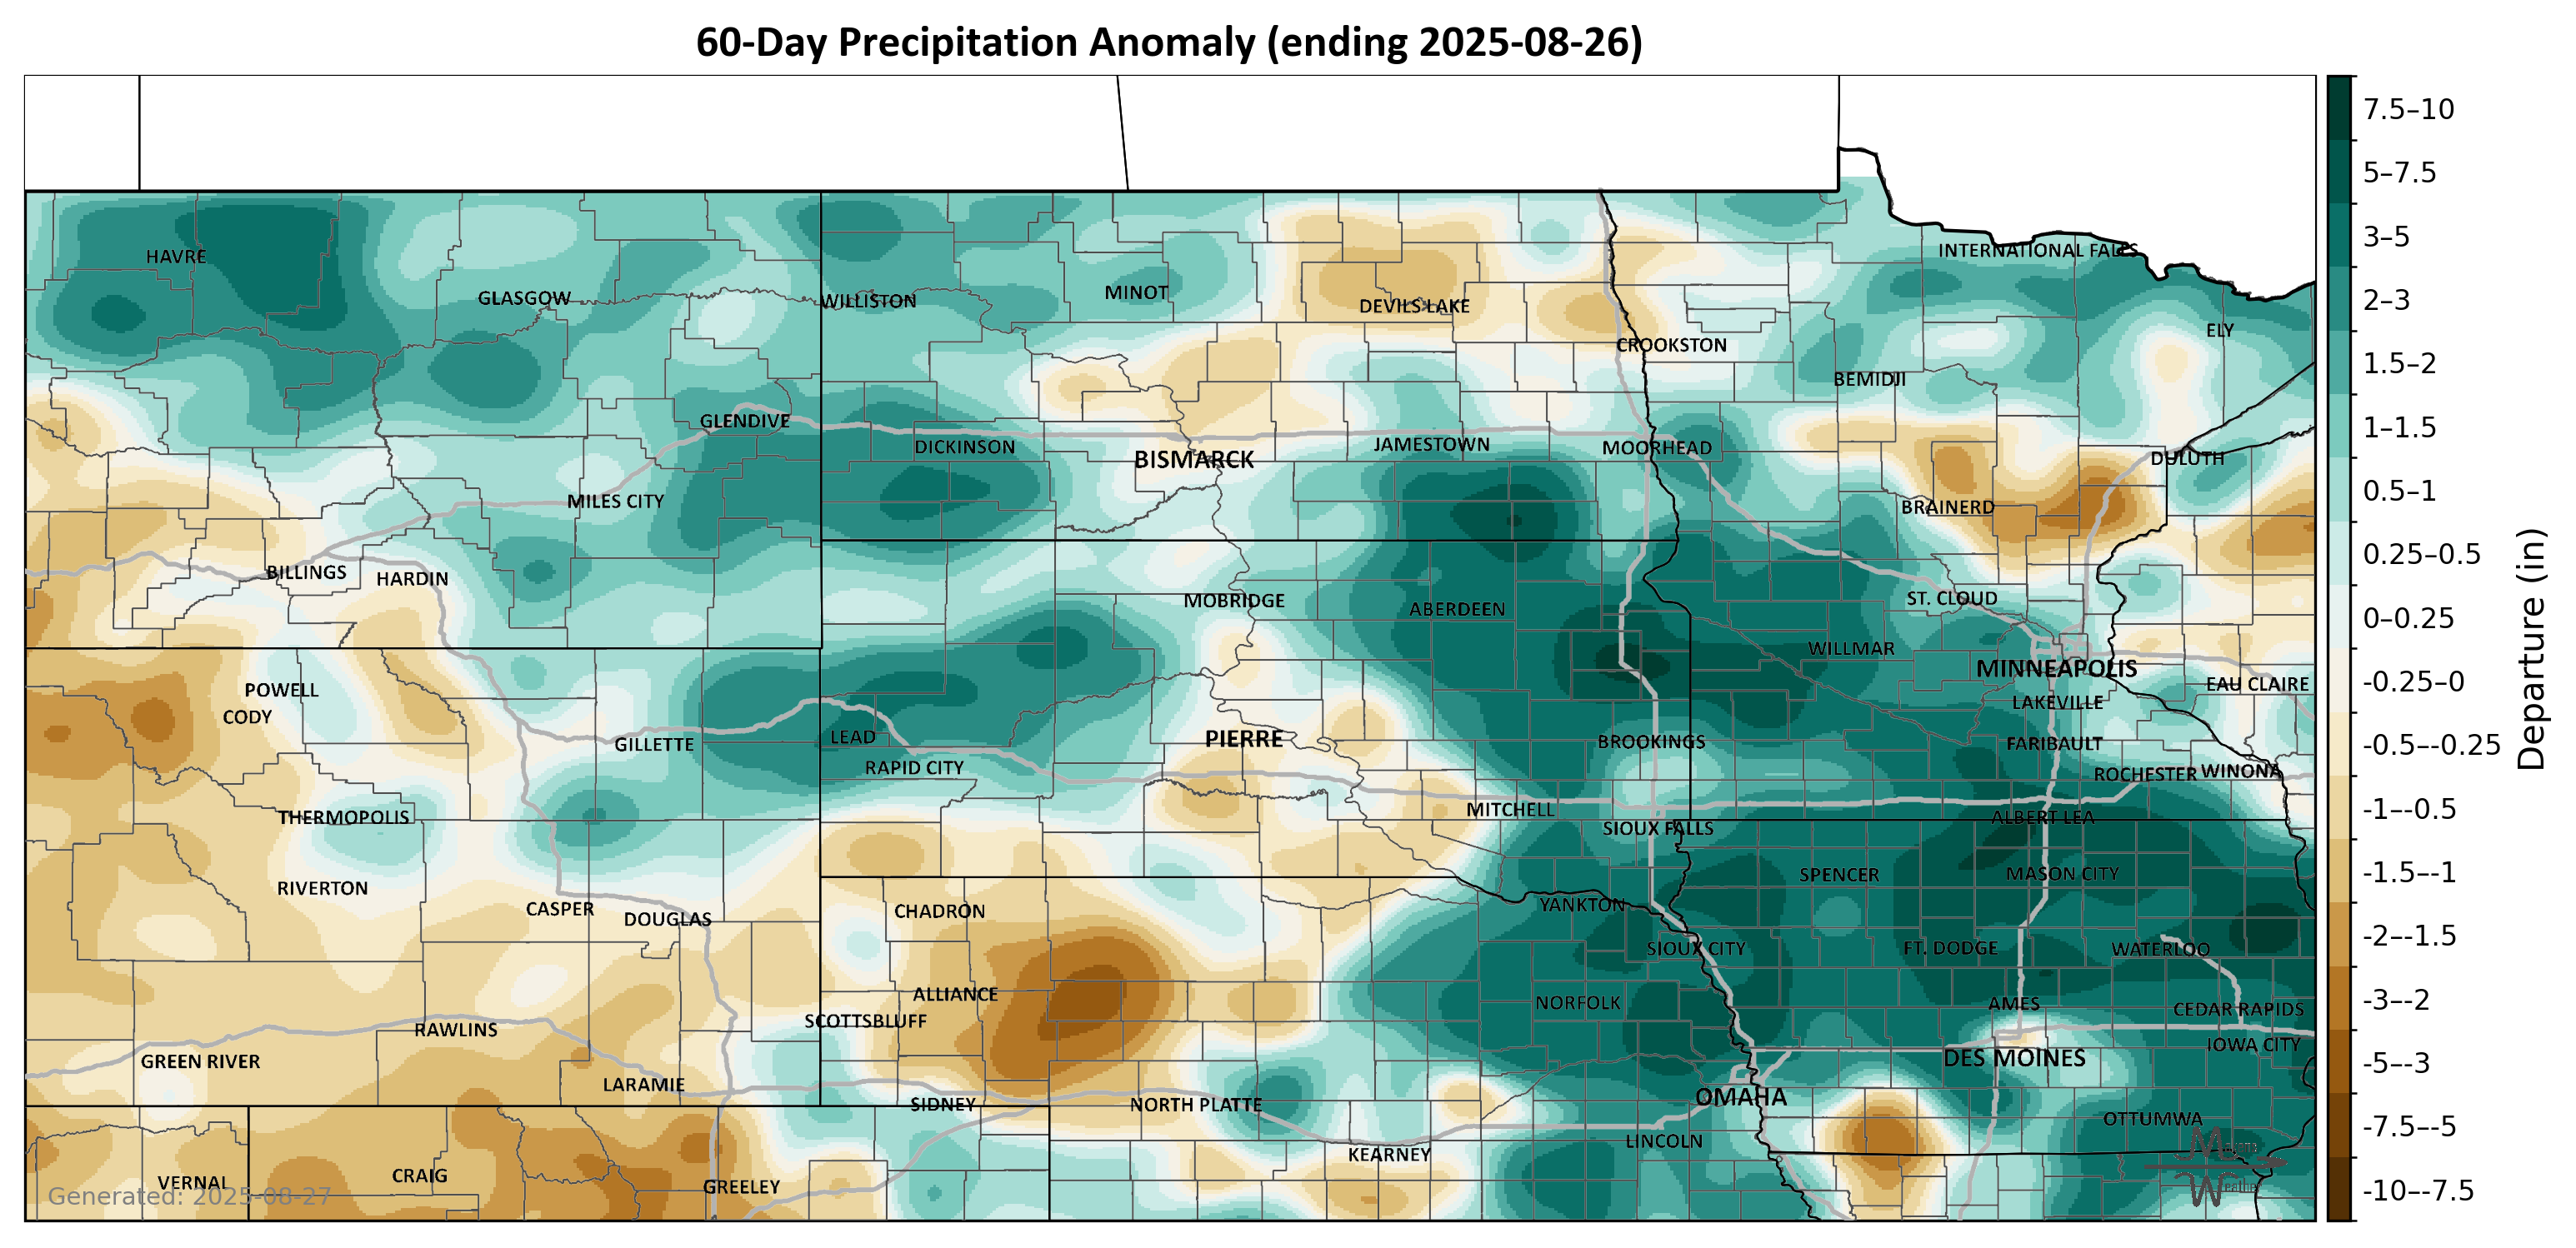 60-Day Precipitation Anomaly (ending 2025-08-26)
7.5–10
5–7.5
3–5
2–3
1.5–2
1–1.5
0.5–1
0.25–0.5
0–0.25
-0.25–0
-0.5–-0.25
-1–-0.5
-1.5–-1
-2–-1.5
-3–-2
-5–-3
-7.5–-5
-10–-7.5
Departure (in)
HAVRE
INTERNATIONAL FALLS
GLASGOW
WILLISTON
MINOT
DEVILS LAKE
ELY
CROOKSTON
BEMIDJI
GLENDIVE
DICKINSON
BISMARCK
JAMESTOWN
MOORHEAD
DULUTH
MILES CITY
BRAINERD
BILLINGS
HARDIN
MOBRIDGE
ABERDEEN
ST. CLOUD
WILLMAR
MINNEAPOLIS
POWELL
CODY
EAU CLAIRE
LAKEVILLE
GILLETTE
LEAD
PIERRE
BROOKINGS
FARIBAULT
RAPID CITY
ROCHESTER
WINONA
THERMOPOLIS
MITCHELL
SIOUX FALLS
ALBERT LEA
RIVERTON
SPENCER
MASON CITY
CASPER
DOUGLAS
CHADRON
YANKTON
SIOUX CITY
FT. DODGE
WATERLOO
ALLIANCE
NORFOLK
AMES
CEDAR RAPIDS
SCOTTSBLUFF
RAWLINS
IOWA CITY
GREEN RIVER
DES MOINES
LARAMIE
SIDNEY
NORTH PLATTE
OMAHA
OTTUMWA
KEARNEY
LINCOLN
VERNAL
CRAIG
GREELEY
Generated: 2025-08-27